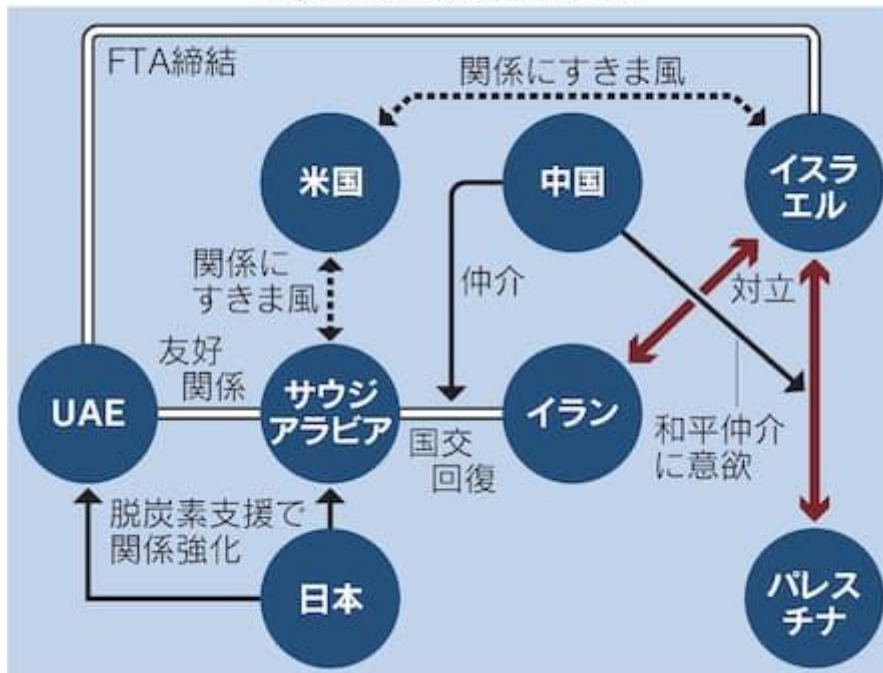 FTA締結
関係にすきま風
米国
中国
イスラ
エル
関係に
すきま風
仲介
対立
友好
関係
UAE
サウジ
アラビア
国交
回復
イラン
和平仲介
に意欲
脱炭素支援で
関係強化
日本
パレス
チナ